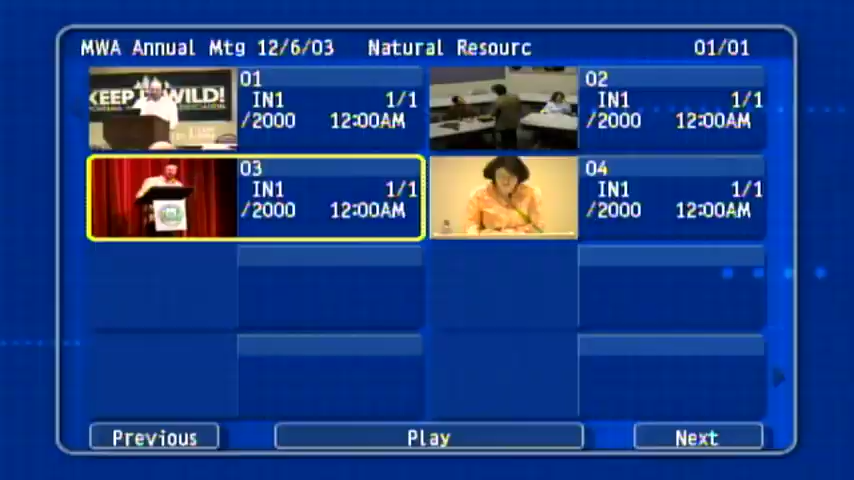 MWA Annual Mtg 12/6/03 Natural Resourc 01/01
KEEP WILD!
01
IN1 1/1
/2000 12:00AM
02
IN1 1/1
/2000 12:00AM
03
IN1 1/1
/2000 12:00AM
04
IN1 1/1
/2000 12:00AM
Previous Play Next